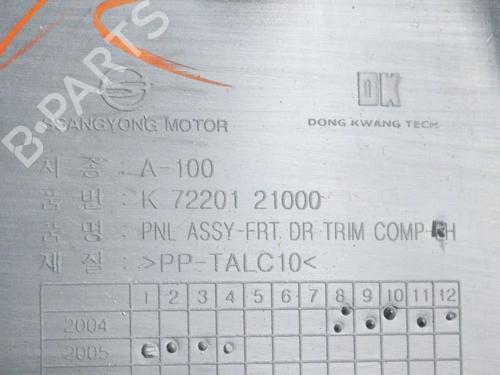 B-PARTS
SSANGYONG MOTOR
DK
DONG KWANG TECH
차 종 : A-100
품 번 : K 72201 21000
품 명 : PNL ASSY-FRT DR TRIM COMP RH
재 질 : >PP-TALC10<
1 2 3 4 5 6 7 8 9 10 11 12
2004
2005